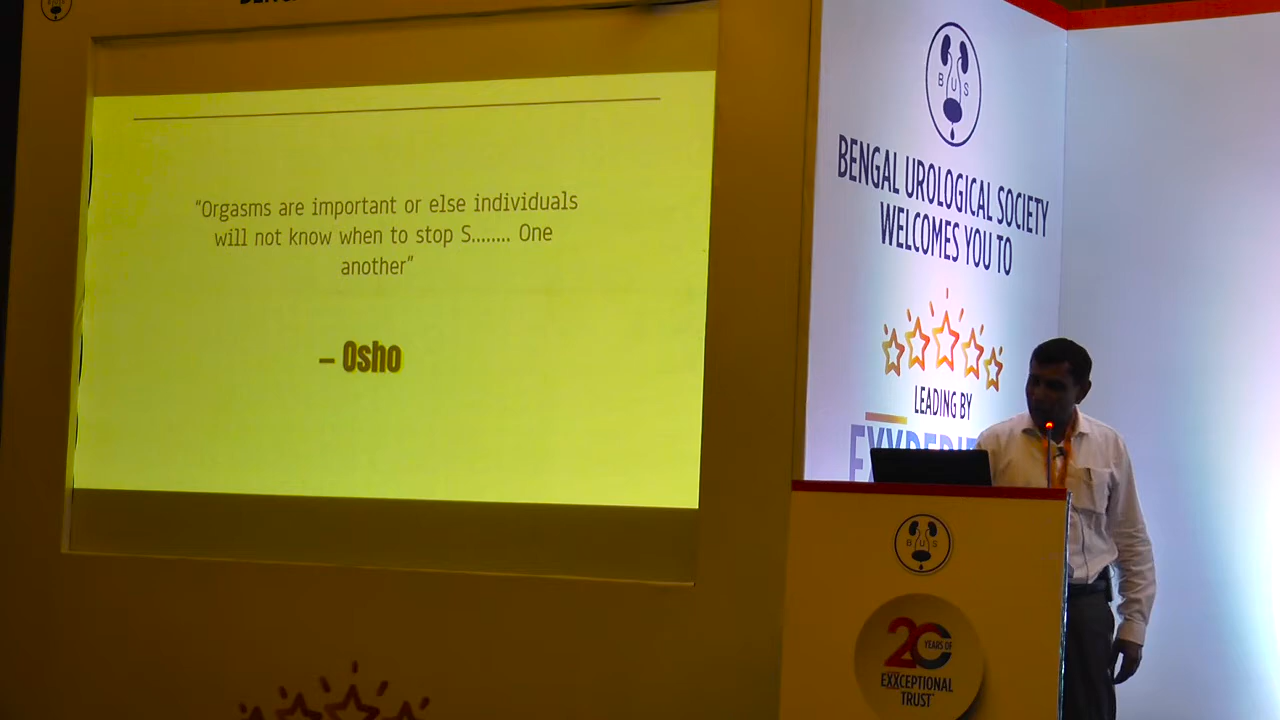 “Orgasms are important or else individuals
will not know when to stop S........ One
another”
– Osho
BUS
BENGAL UROLOGICAL SOCIETY
WELCOMES YOU TO
LEADING BY
BUS
20
YEARS OF
EXXCEPTIONAL
TRUST